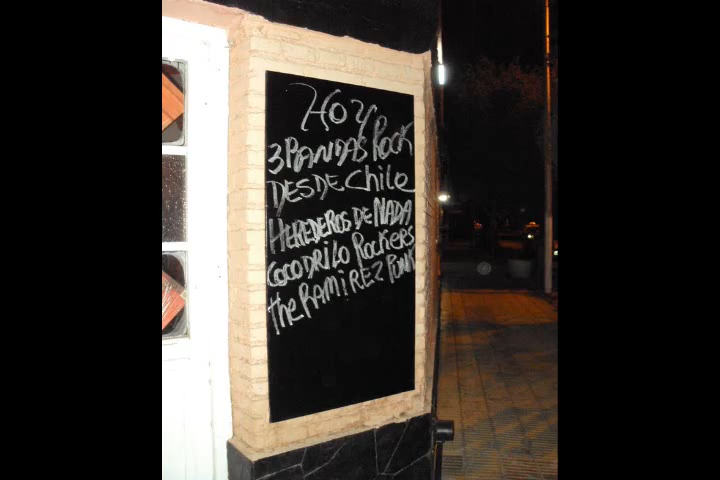 HOY
3 BANDAS ROCK
DESDE Chile
HEREDEROS DE NADA
COCODRILO ROCKERS
the RAMIREZ PUNK